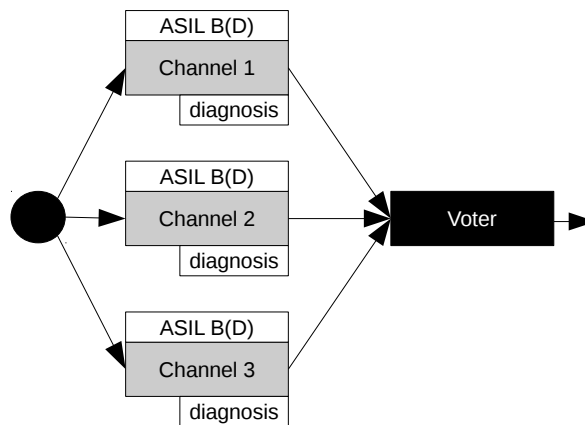 ASIL B(D)
Channel 1
diagnosis
ASIL B(D)
Channel 2
diagnosis
Voter
ASIL B(D)
Channel 3
diagnosis